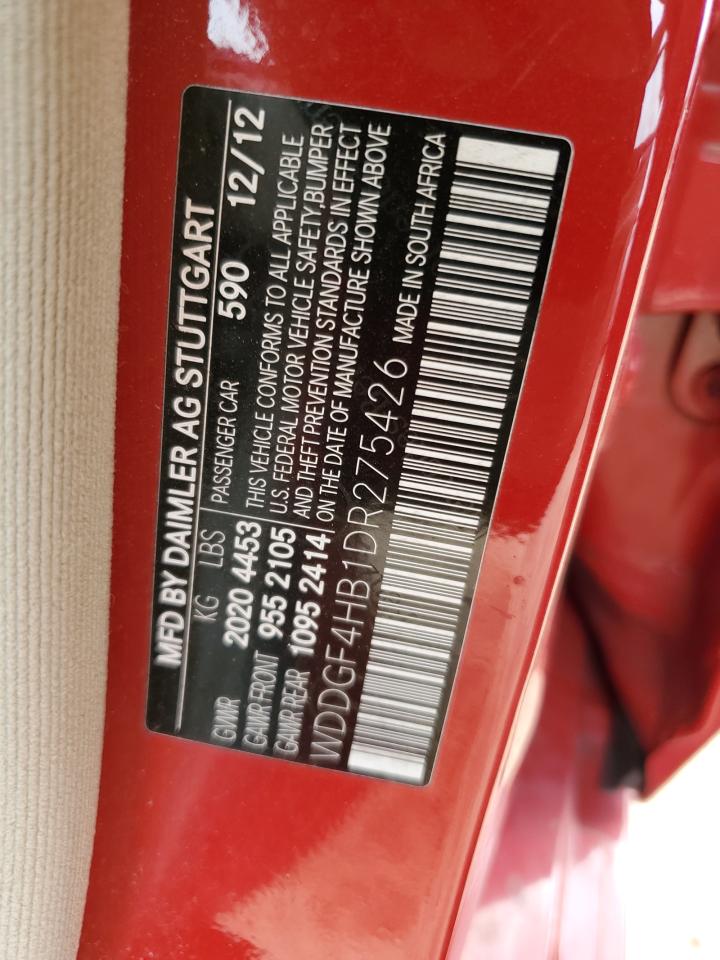 MFD BY DAIMLER AG STUTTGART
KG LBS PASSENGER CAR 590 12/12
GVWR 2020 4453 THIS VEHICLE CONFORMS TO ALL APPLICABLE
GAWR FRONT 955 2105 U.S. FEDERAL MOTOR VEHICLE SAFETY,BUMPER
GAWR REAR 1095 2414 AND THEFT PREVENTION STANDARDS IN EFFECT
ON THE DATE OF MANUFACTURE SHOWN ABOVE
WDDGF4HB1DR275426 MADE IN SOUTH AFRICA